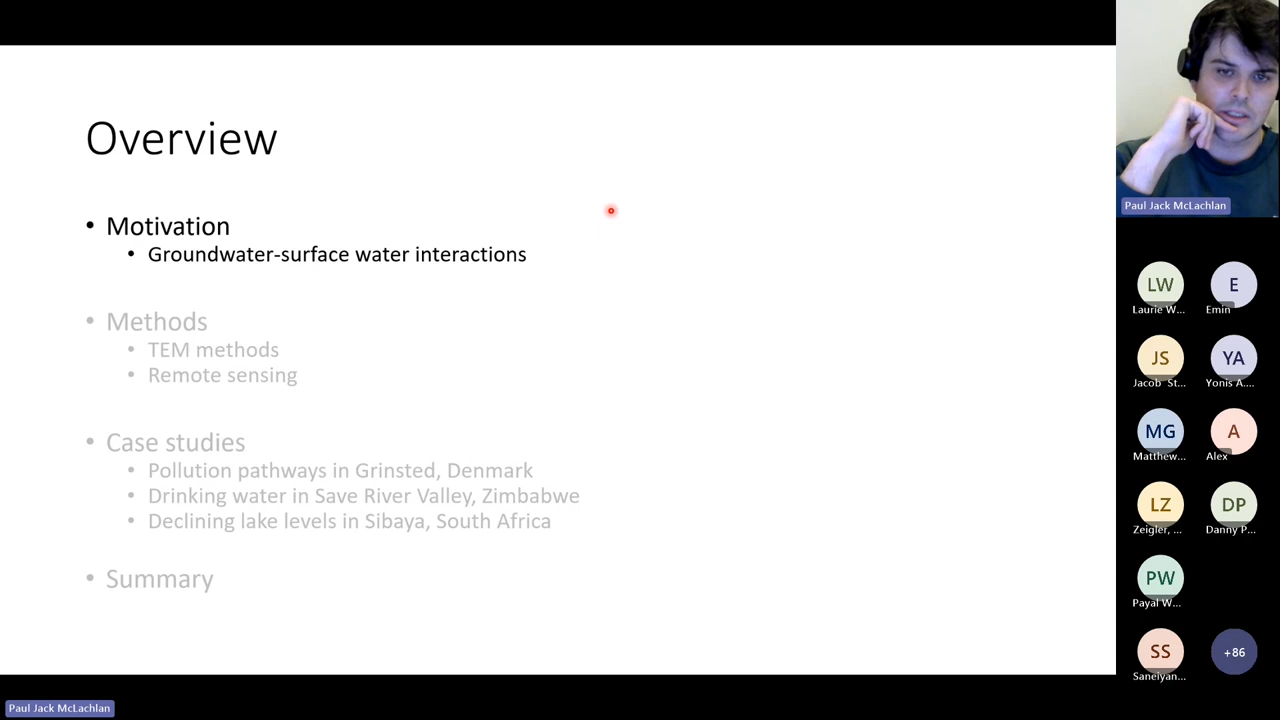 Overview
• Motivation
• Groundwater-surface water interactions
• Methods
• TEM methods
• Remote sensing
• Case studies
• Pollution pathways in Grinsted, Denmark
• Drinking water in Save River Valley, Zimbabwe
• Declining lake levels in Sibaya, South Africa
• Summary
Paul Jack McLachlan
LW
Laurie W...
E
Emin
JS
Jacob St...
YA
Yonis A....
MG
Matthew...
A
Alex
LZ
Zeigler, ...
DP
Danny P...
PW
Payal W...
SS
Saneiyan...
+86
Paul Jack McLachlan